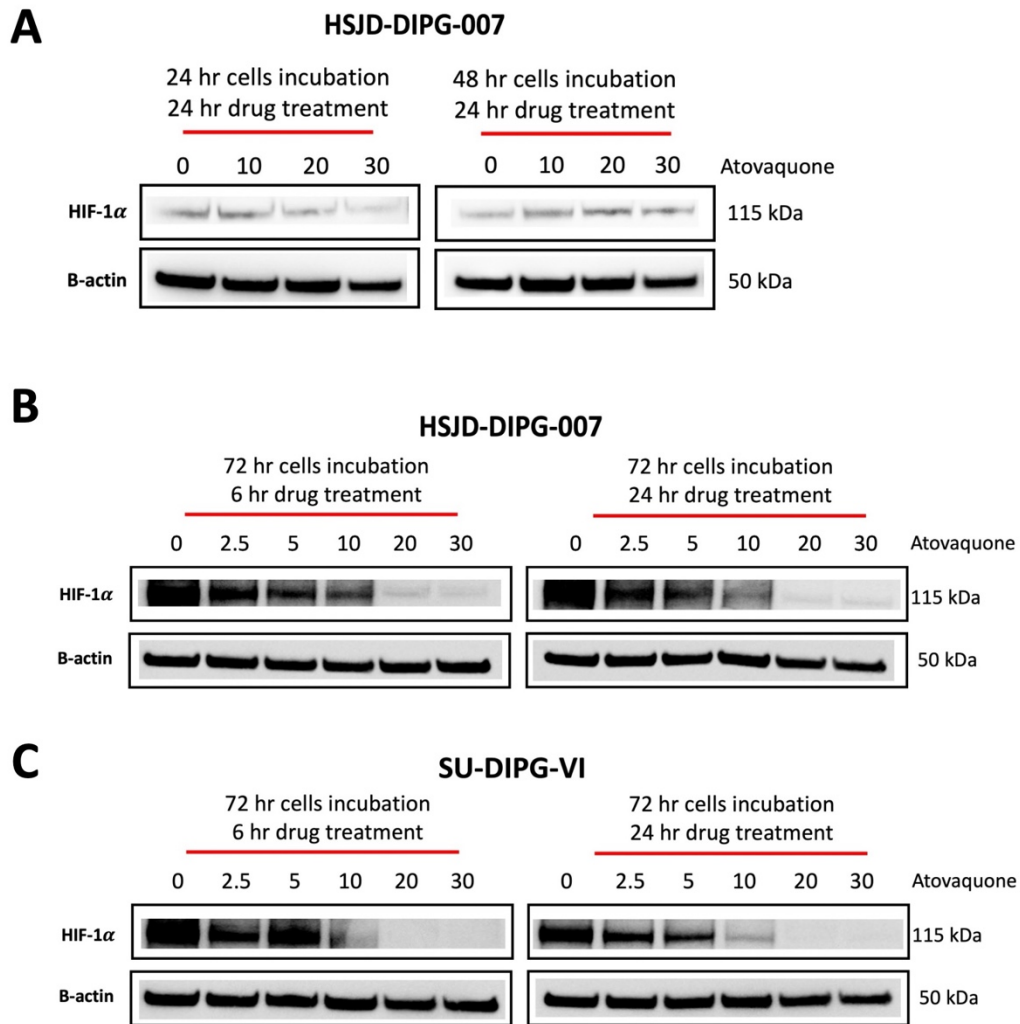 A
HSJD-DIPG-007
24 hr cells incubation
24 hr drug treatment
48 hr cells incubation
24 hr drug treatment
0 10 20 30
0 10 20 30 Atovaquone
HIF-1α
115 kDa
B-actin
50 kDa
B
HSJD-DIPG-007
72 hr cells incubation
6 hr drug treatment
72 hr cells incubation
24 hr drug treatment
0 2.5 5 10 20 30
0 2.5 5 10 20 30 Atovaquone
HIF-1α
115 kDa
B-actin
50 kDa
C
SU-DIPG-VI
72 hr cells incubation
6 hr drug treatment
72 hr cells incubation
24 hr drug treatment
0 2.5 5 10 20 30
0 2.5 5 10 20 30 Atovaquone
HIF-1α
115 kDa
B-actin
50 kDa